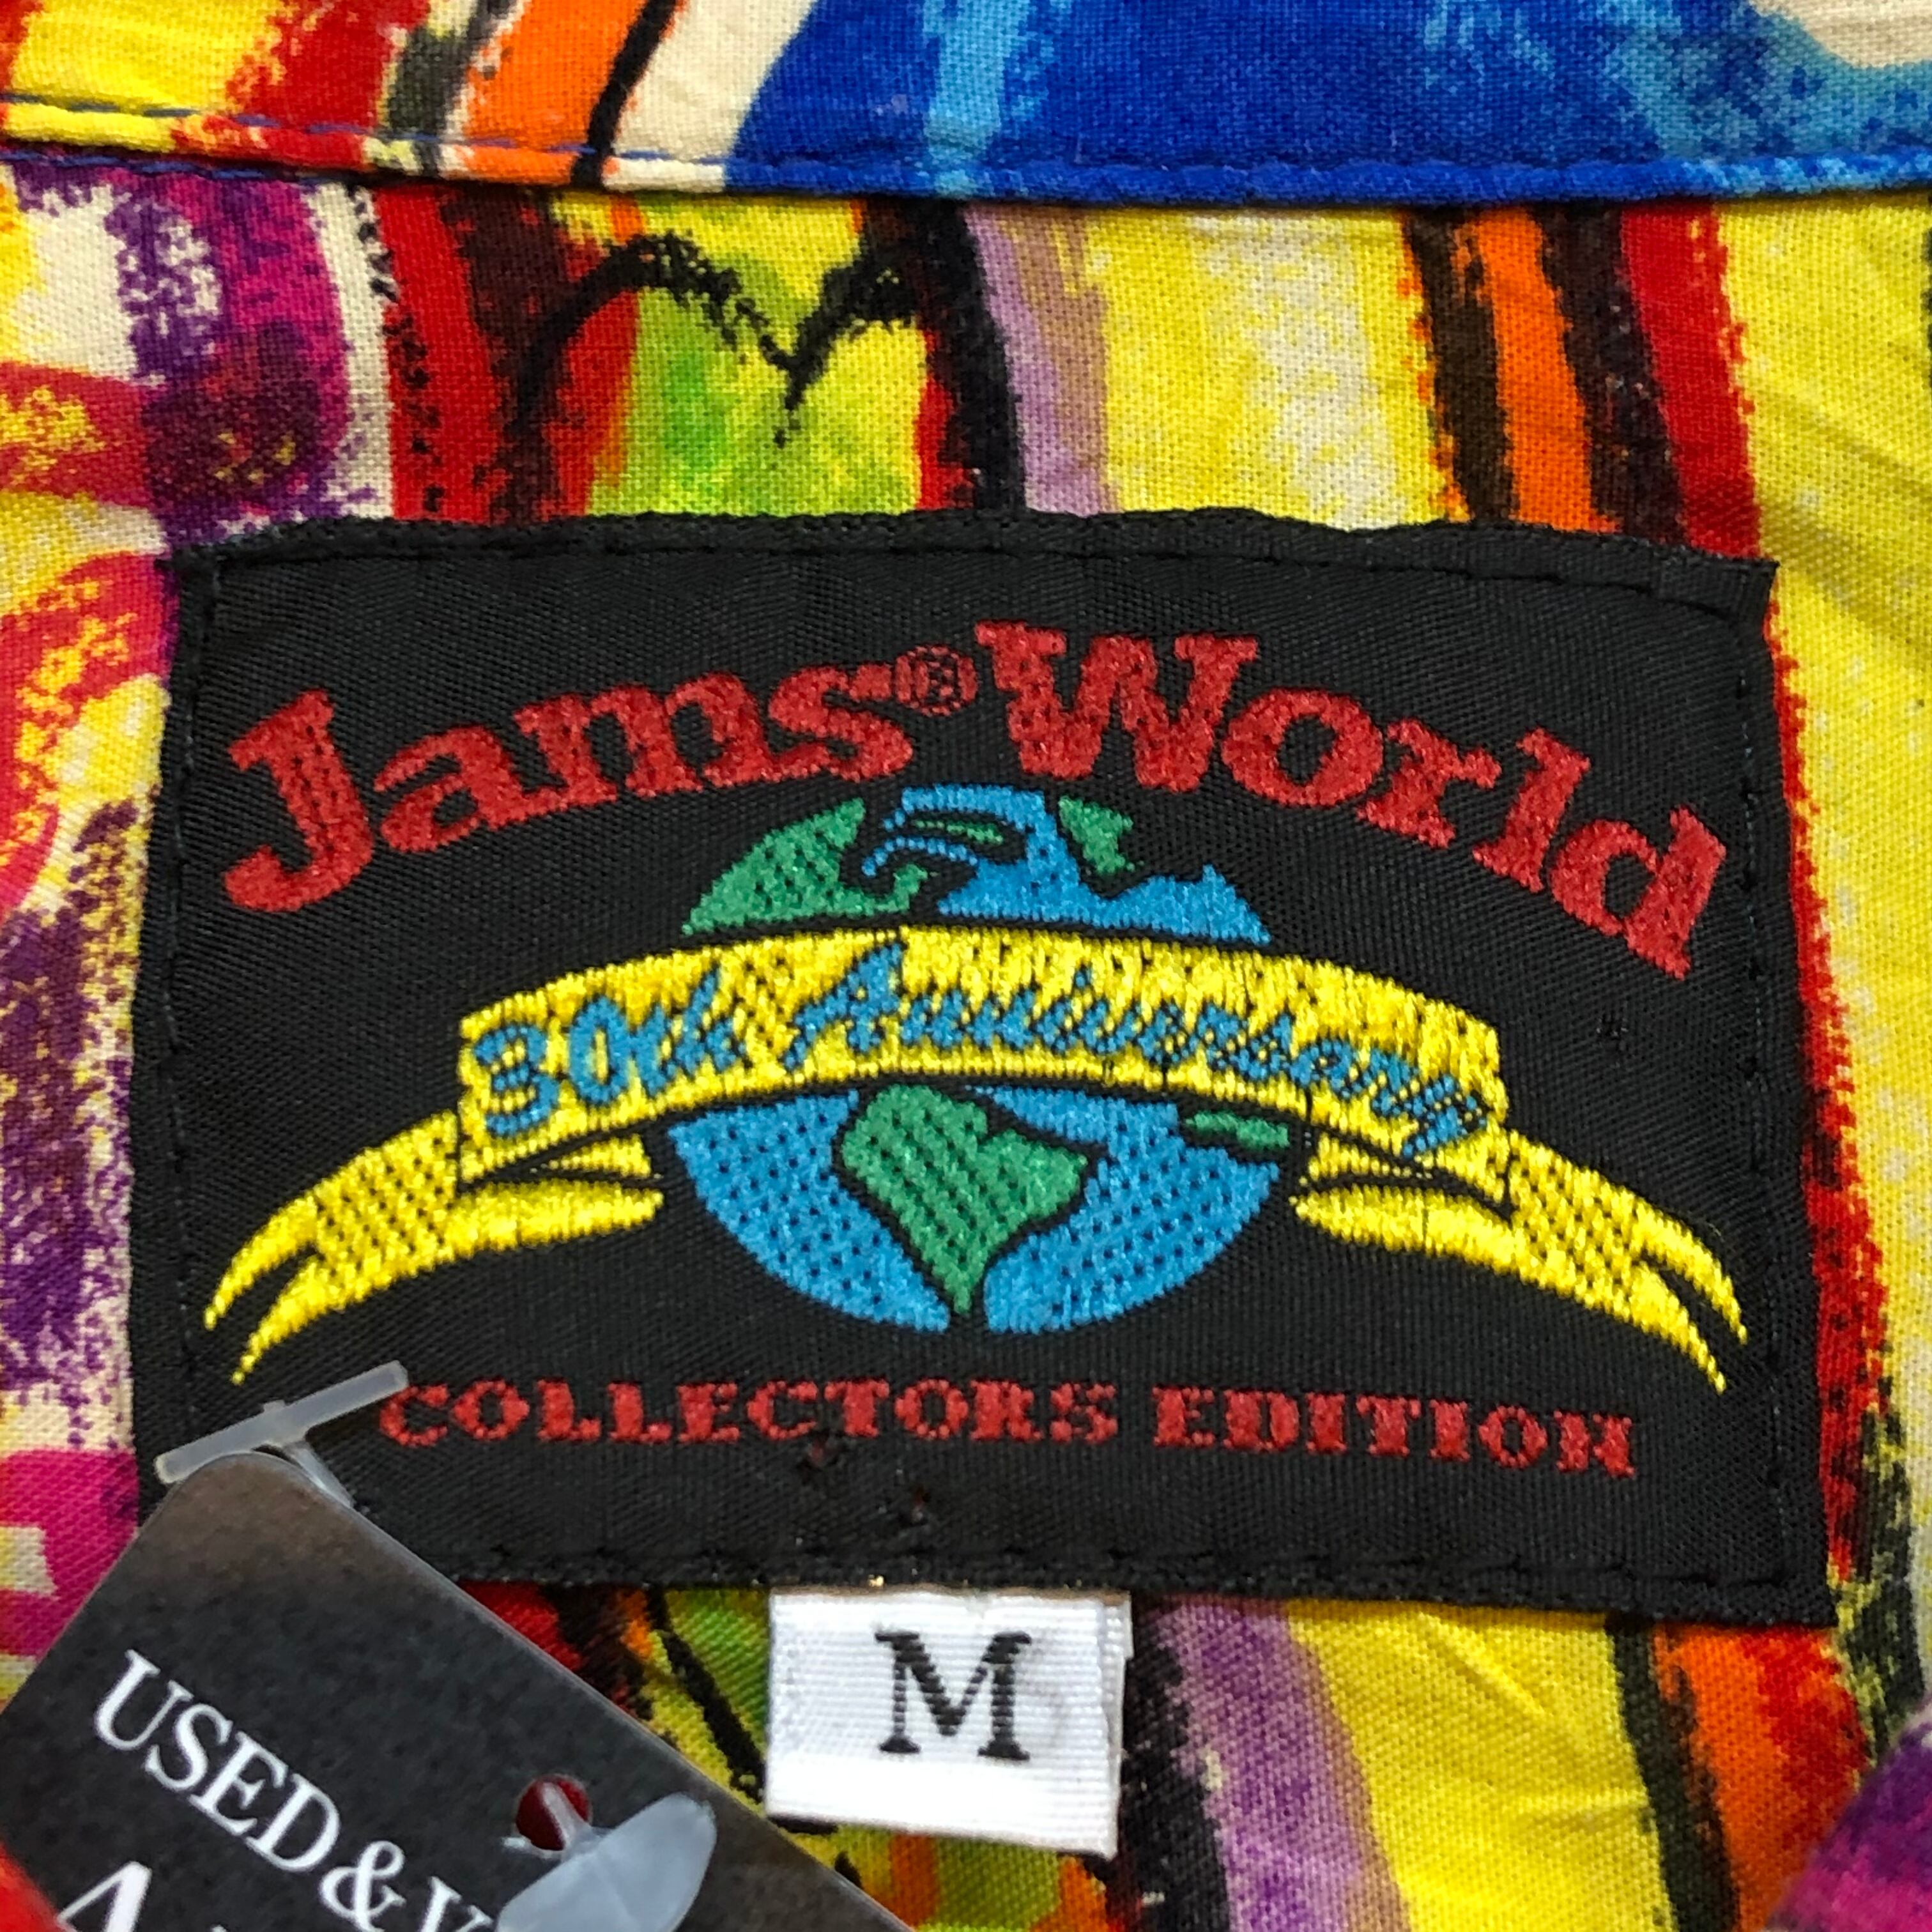 Jams® World
30th Anniversary
COLLECTORS EDITION
M
USED &